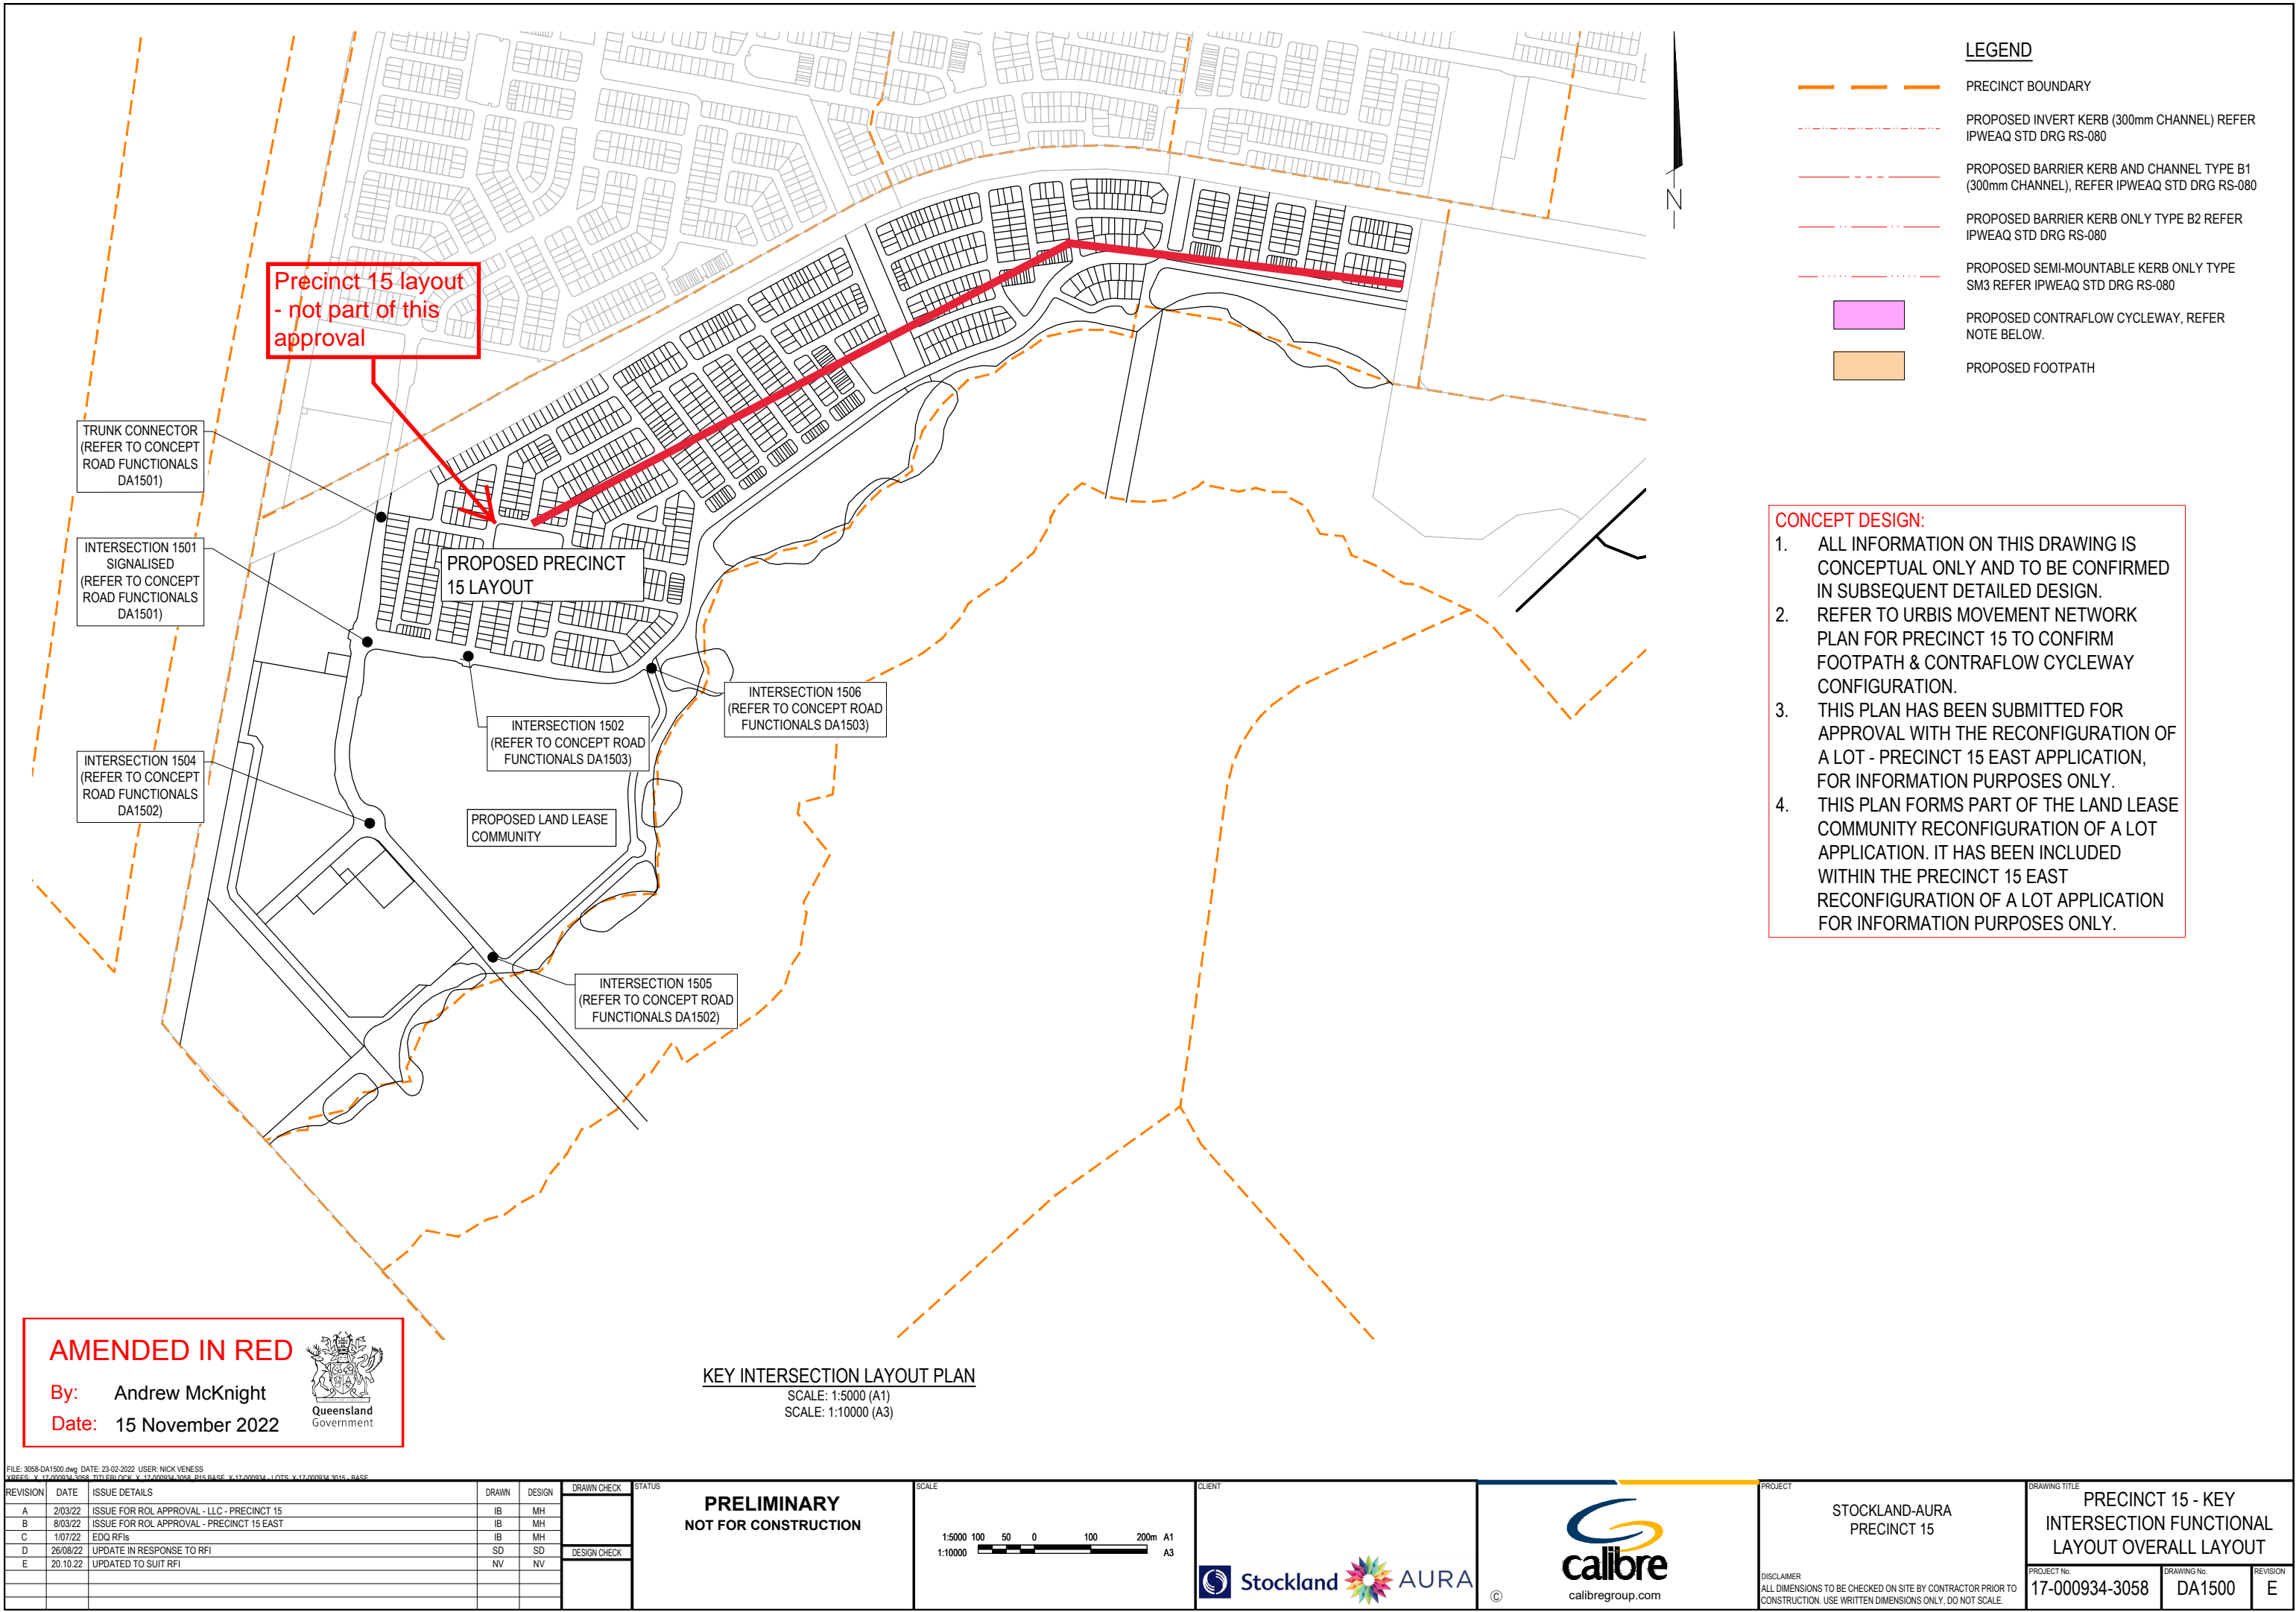 LEGEND
PRECINCT BOUNDARY
PROPOSED INVERT KERB (300mm CHANNEL) REFER
IPWEAQ STD DRG RS-080
PROPOSED BARRIER KERB AND CHANNEL TYPE B1
(300mm CHANNEL), REFER IPWEAQ STD DRG RS-080
PROPOSED BARRIER KERB ONLY TYPE B2 REFER
IPWEAQ STD DRG RS-080
PROPOSED SEMI-MOUNTABLE KERB ONLY TYPE
SM3 REFER IPWEAQ STD DRG RS-080
PROPOSED CONTRAFLOW CYCLEWAY, REFER
NOTE BELOW.
PROPOSED FOOTPATH
N
Precinct 15 layout
- not part of this
approval
TRUNK CONNECTOR
(REFER TO CONCEPT
ROAD FUNCTIONALS
DA1501)
INTERSECTION 1501
SIGNALISED
(REFER TO CONCEPT
ROAD FUNCTIONALS
DA1501)
PROPOSED PRECINCT
15 LAYOUT
INTERSECTION 1506
(REFER TO CONCEPT ROAD
FUNCTIONALS DA1503)
INTERSECTION 1502
(REFER TO CONCEPT ROAD
FUNCTIONALS DA1503)
INTERSECTION 1504
(REFER TO CONCEPT
ROAD FUNCTIONALS
DA1502)
PROPOSED LAND LEASE
COMMUNITY
INTERSECTION 1505
(REFER TO CONCEPT ROAD
FUNCTIONALS DA1502)
CONCEPT DESIGN:
1. ALL INFORMATION ON THIS DRAWING IS
CONCEPTUAL ONLY AND TO BE CONFIRMED
IN SUBSEQUENT DETAILED DESIGN.
2. REFER TO URBIS MOVEMENT NETWORK
PLAN FOR PRECINCT 15 TO CONFIRM
FOOTPATH & CONTRAFLOW CYCLEWAY
CONFIGURATION.
3. THIS PLAN HAS BEEN SUBMITTED FOR
APPROVAL WITH THE RECONFIGURATION OF
A LOT - PRECINCT 15 EAST APPLICATION,
FOR INFORMATION PURPOSES ONLY.
4. THIS PLAN FORMS PART OF THE LAND LEASE
COMMUNITY RECONFIGURATION OF A LOT
APPLICATION. IT HAS BEEN INCLUDED
WITHIN THE PRECINCT 15 EAST
RECONFIGURATION OF A LOT APPLICATION
FOR INFORMATION PURPOSES ONLY.
AMENDED IN RED
By: Andrew McKnight
Date: 15 November 2022
Queensland
Government
KEY INTERSECTION LAYOUT PLAN
SCALE: 1:5000 (A1)
SCALE: 1:10000 (A3)
FILE: 3058-DA1500.dwg DATE: 23-02-2022 USER: NICK VENESS
REVISION DATE ISSUE DETAILS DRAWN DESIGN
A 2/03/22 ISSUE FOR ROL APPROVAL - LLC - PRECINCT 15 IB MH
B 8/03/22 ISSUE FOR ROL APPROVAL - PRECINCT 15 EAST IB MH
C 1/07/22 EDQ RFIs IB MH
D 26/08/22 UPDATE IN RESPONSE TO RFI SD SD
E 20.10.22 UPDATED TO SUIT RFI NV NV
DRAWN CHECK
DESIGN CHECK
STATUS
PRELIMINARY
NOT FOR CONSTRUCTION
SCALE
1:5000 100 50 0 100 200m A1
1:10000 A3
CLIENT
Stockland AURA
©
calibre
calibregroup.com
PROJECT
STOCKLAND-AURA
PRECINCT 15
DISCLAIMER
ALL DIMENSIONS TO BE CHECKED ON SITE BY CONTRACTOR PRIOR TO
CONSTRUCTION. USE WRITTEN DIMENSIONS ONLY, DO NOT SCALE.
DRAWING TITLE
PRECINCT 15 - KEY
INTERSECTION FUNCTIONAL
LAYOUT OVERALL LAYOUT
PROJECT No. DRAWING No. REVISION
17-000934-3058 DA1500 E